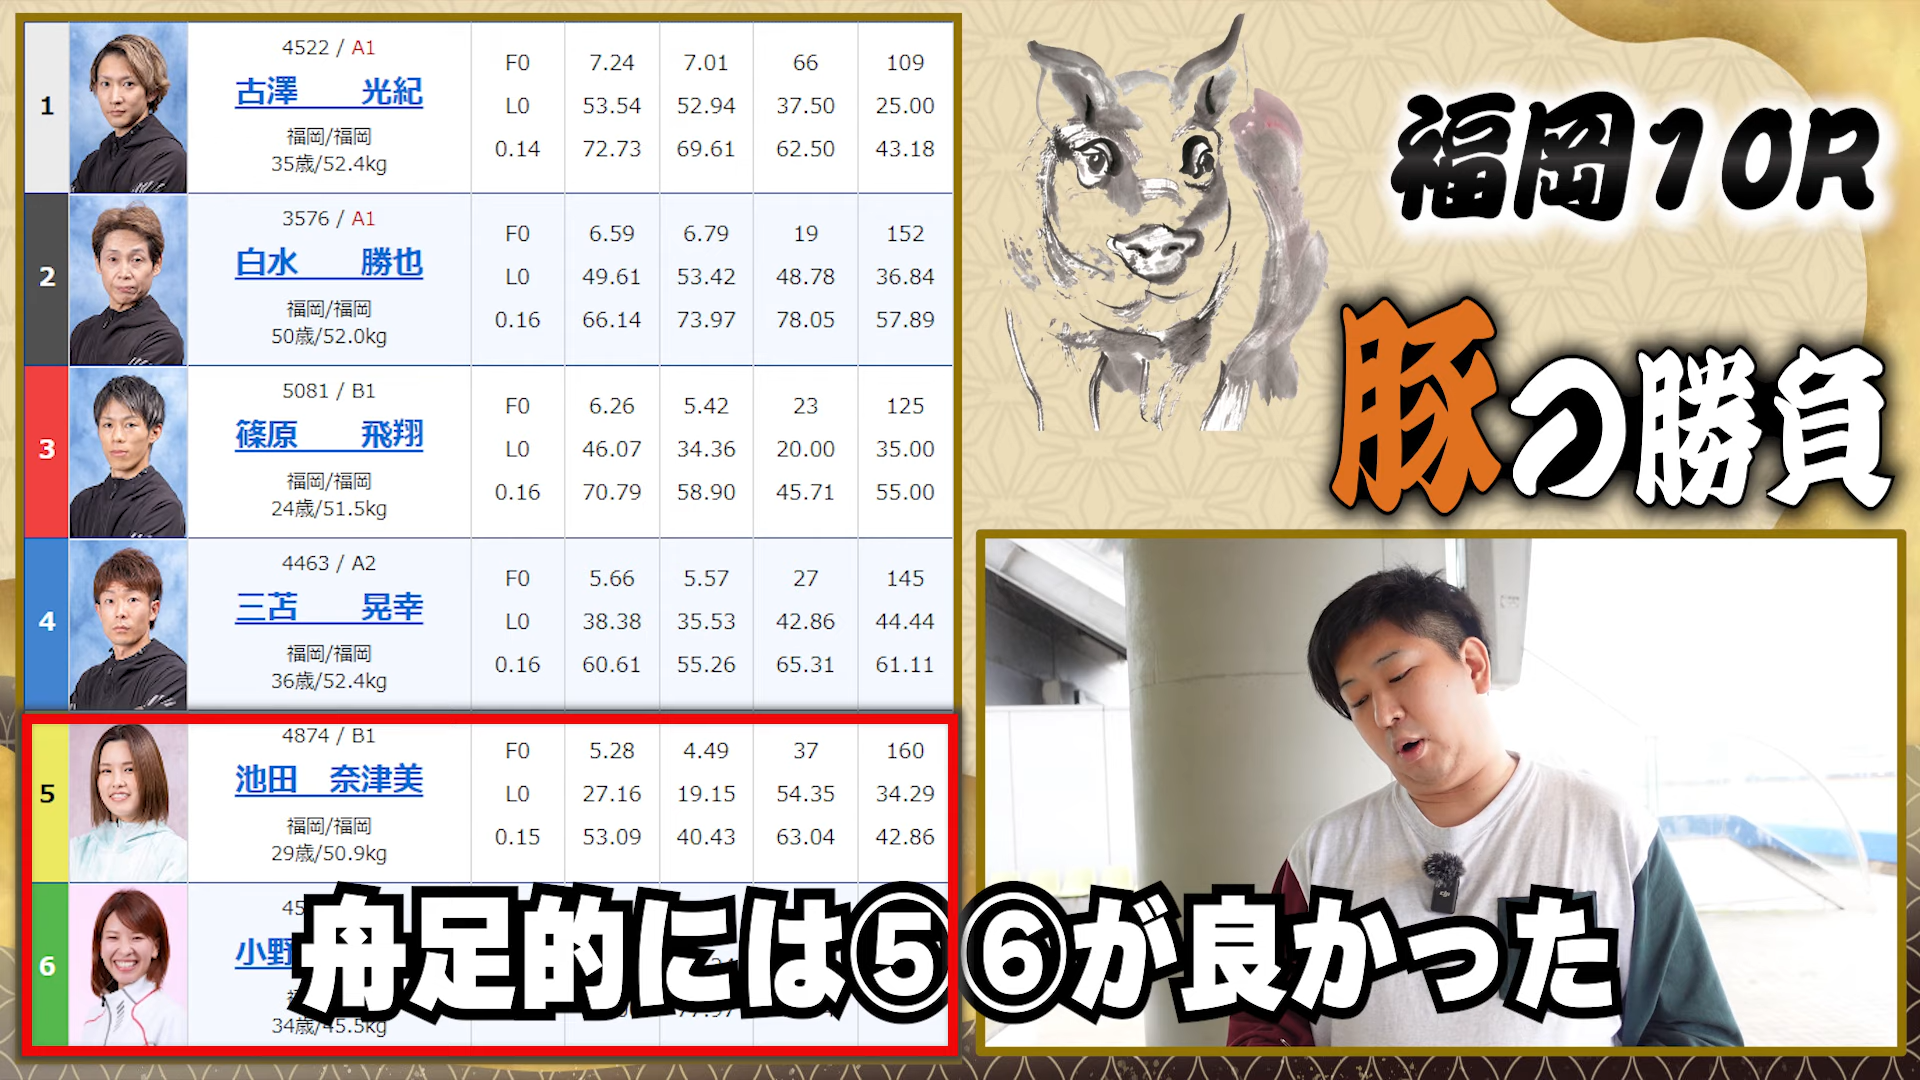 1
4522 / A1
古澤 光紀
福岡/福岡
35歳/52.4kg
F0 7.24 7.01 66 109
L0 53.54 52.94 37.50 25.00
0.14 72.73 69.61 62.50 43.18
2
3576 / A1
白水 勝也
福岡/福岡
50歳/52.0kg
F0 6.59 6.79 19 152
L0 49.61 53.42 48.78 36.84
0.16 66.14 73.97 78.05 57.89
3
5081 / B1
篠原 飛翔
福岡/福岡
24歳/51.5kg
F0 6.26 5.42 23 125
L0 46.07 34.36 20.00 35.00
0.16 70.79 58.90 45.71 55.00
4
4463 / A2
三苫 晃幸
福岡/福岡
36歳/52.4kg
F0 5.66 5.57 27 145
L0 38.38 35.53 42.86 44.44
0.16 60.61 55.26 65.31 61.11
5
4874 / B1
池田 奈津美
福岡/福岡
29歳/50.9kg
F0 5.28 4.49 37 160
L0 27.16 19.15 54.35 34.29
0.15 53.09 40.43 63.04 42.86
6
小野
34歳/45.5kg
福岡10R
豚の勝負
舟足的には⑤⑥が良かった